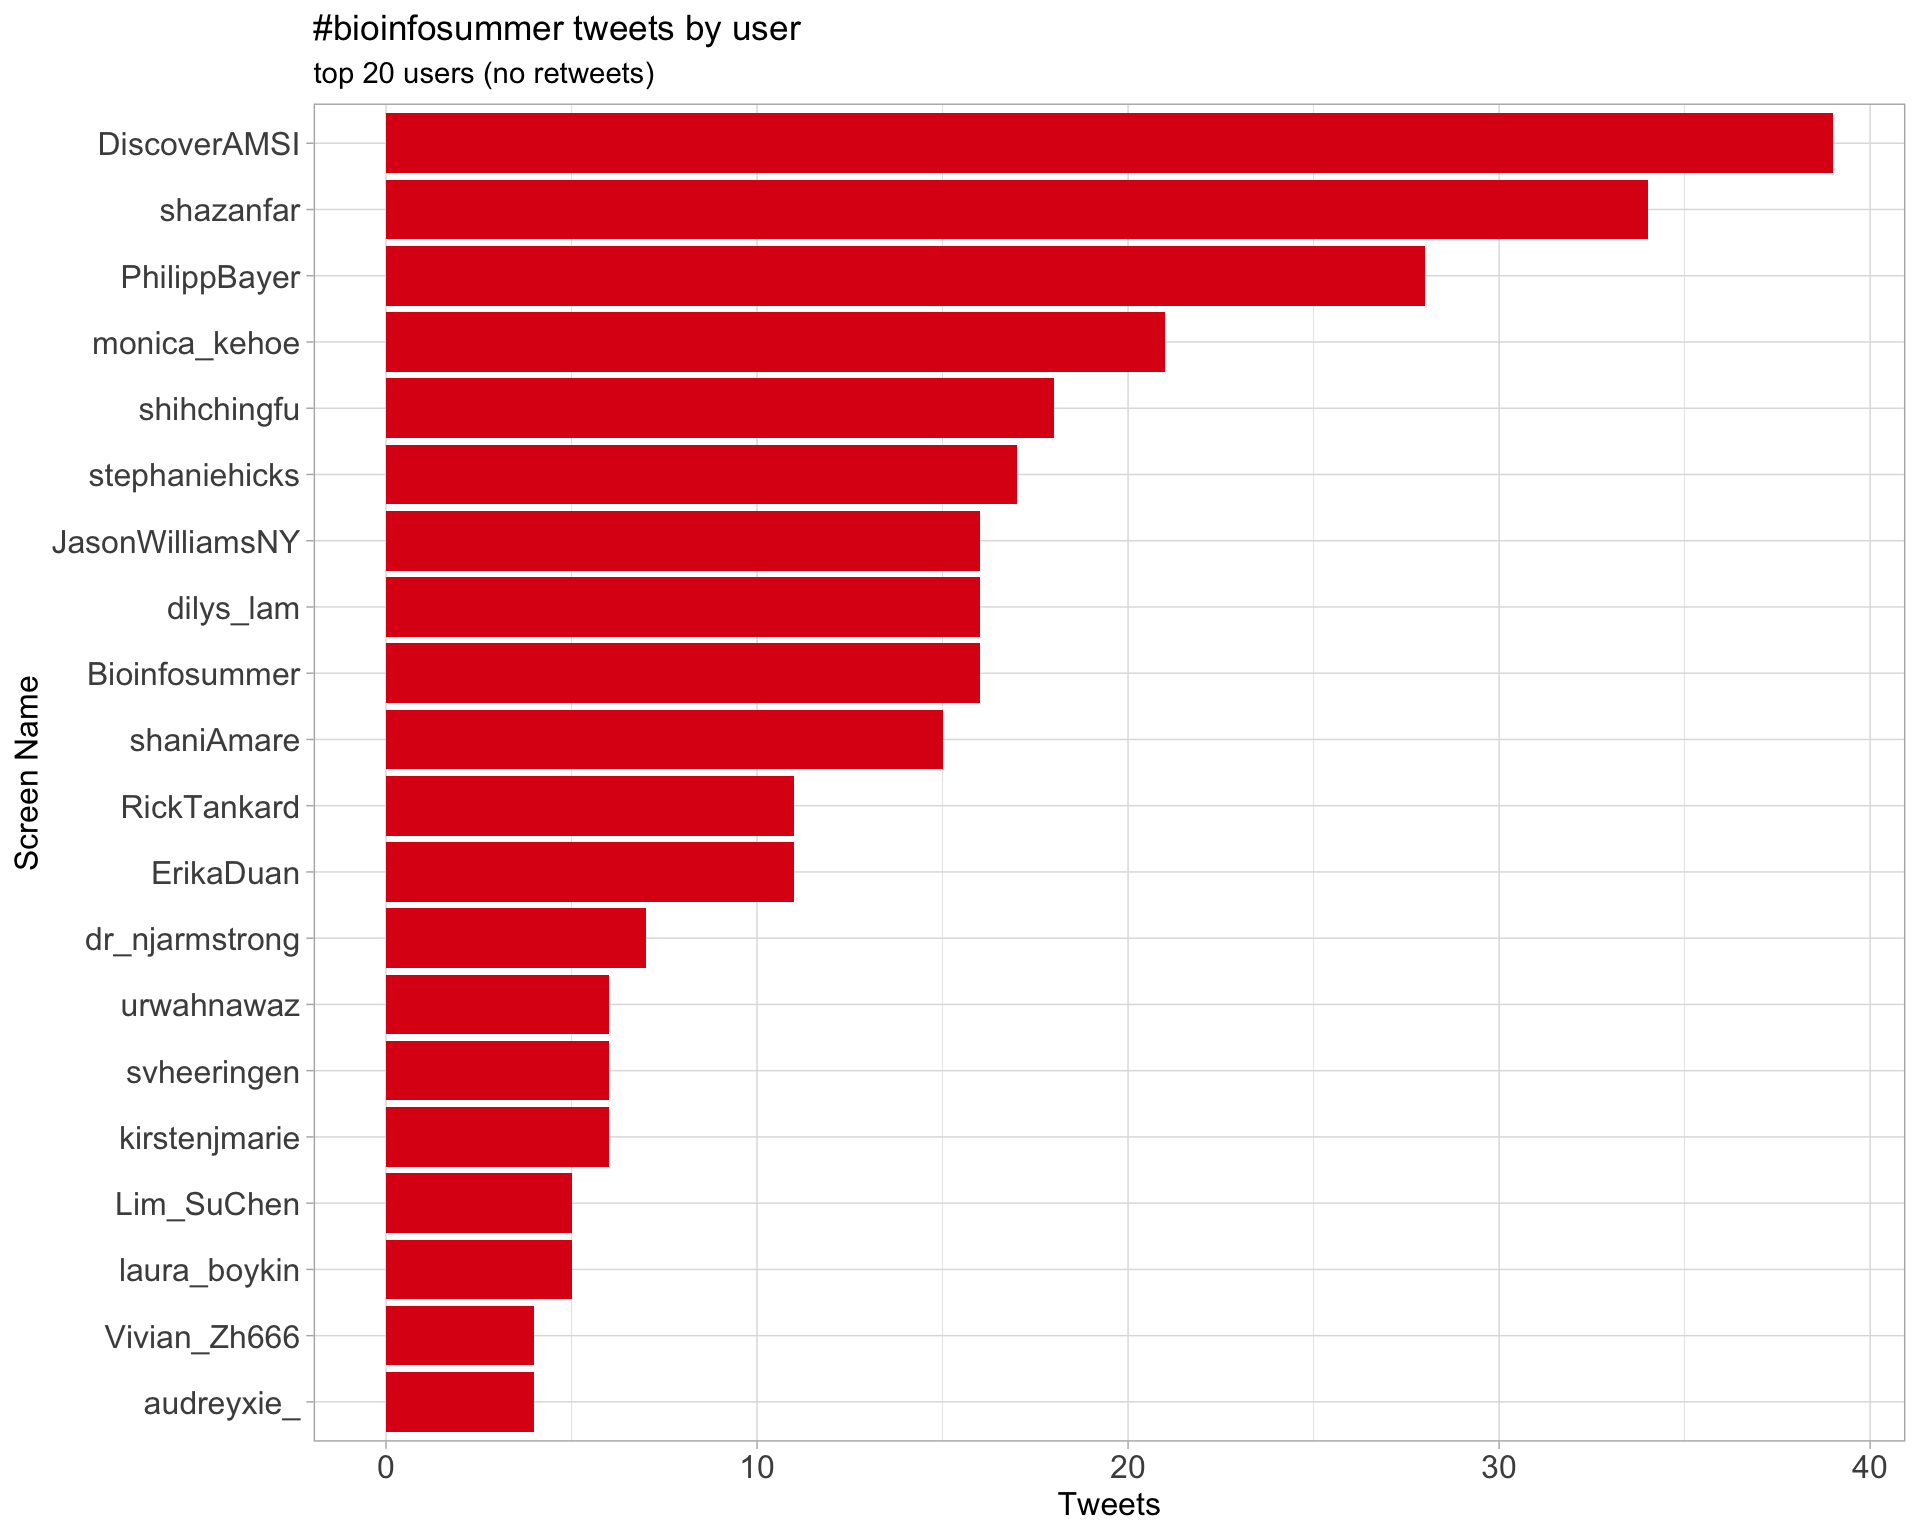 #bioinfosummer tweets by user
top 20 users (no retweets)
DiscoverAMSI
shazanfar
PhilippBayer
monica_kehoe
shihchingfu
stephaniehicks
JasonWilliamsNY
dilys_lam
Bioinfosummer
shaniAmare
RickTankard
ErikaDuan
dr_njarmstrong
urwahnawaz
svheeringen
kirstenjmarie
Lim_SuChen
laura_boykin
Vivian_Zh666
audreyxie_
Screen Name
0 10 20 30 40
Tweets